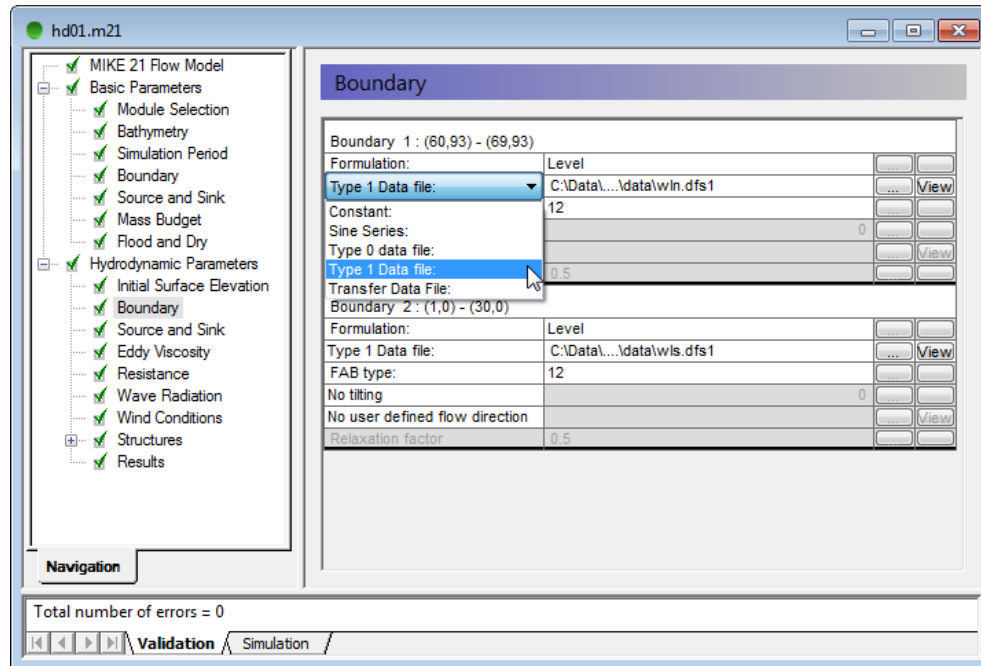 hd01.m21
MIKE 21 Flow Model
Basic Parameters
Module Selection
Bathymetry
Simulation Period
Boundary
Source and Sink
Mass Budget
Flood and Dry
Hydrodynamic Parameters
Initial Surface Elevation
Boundary
Source and Sink
Eddy Viscosity
Resistance
Wave Radiation
Wind Conditions
Structures
Results
Navigation
Boundary
Boundary 1 : (60,93) - (69,93)
Formulation: Level ...
Type 1 Data file: C:\Data\....\data\wln.dfs1 ... View
12 ...
Constant:
Sine Series: 0 ...
Type 0 data file: ... View
Type 1 Data file: 0.5 ...
Transfer Data File:
Boundary 2 : (1,0) - (30,0)
Formulation: Level ...
Type 1 Data file: C:\Data\....\data\wls.dfs1 ... View
FAB type: 12 ...
No tilting 0 ...
No user defined flow direction ... View
Relaxation factor 0.5 ...
Total number of errors = 0
Validation Simulation